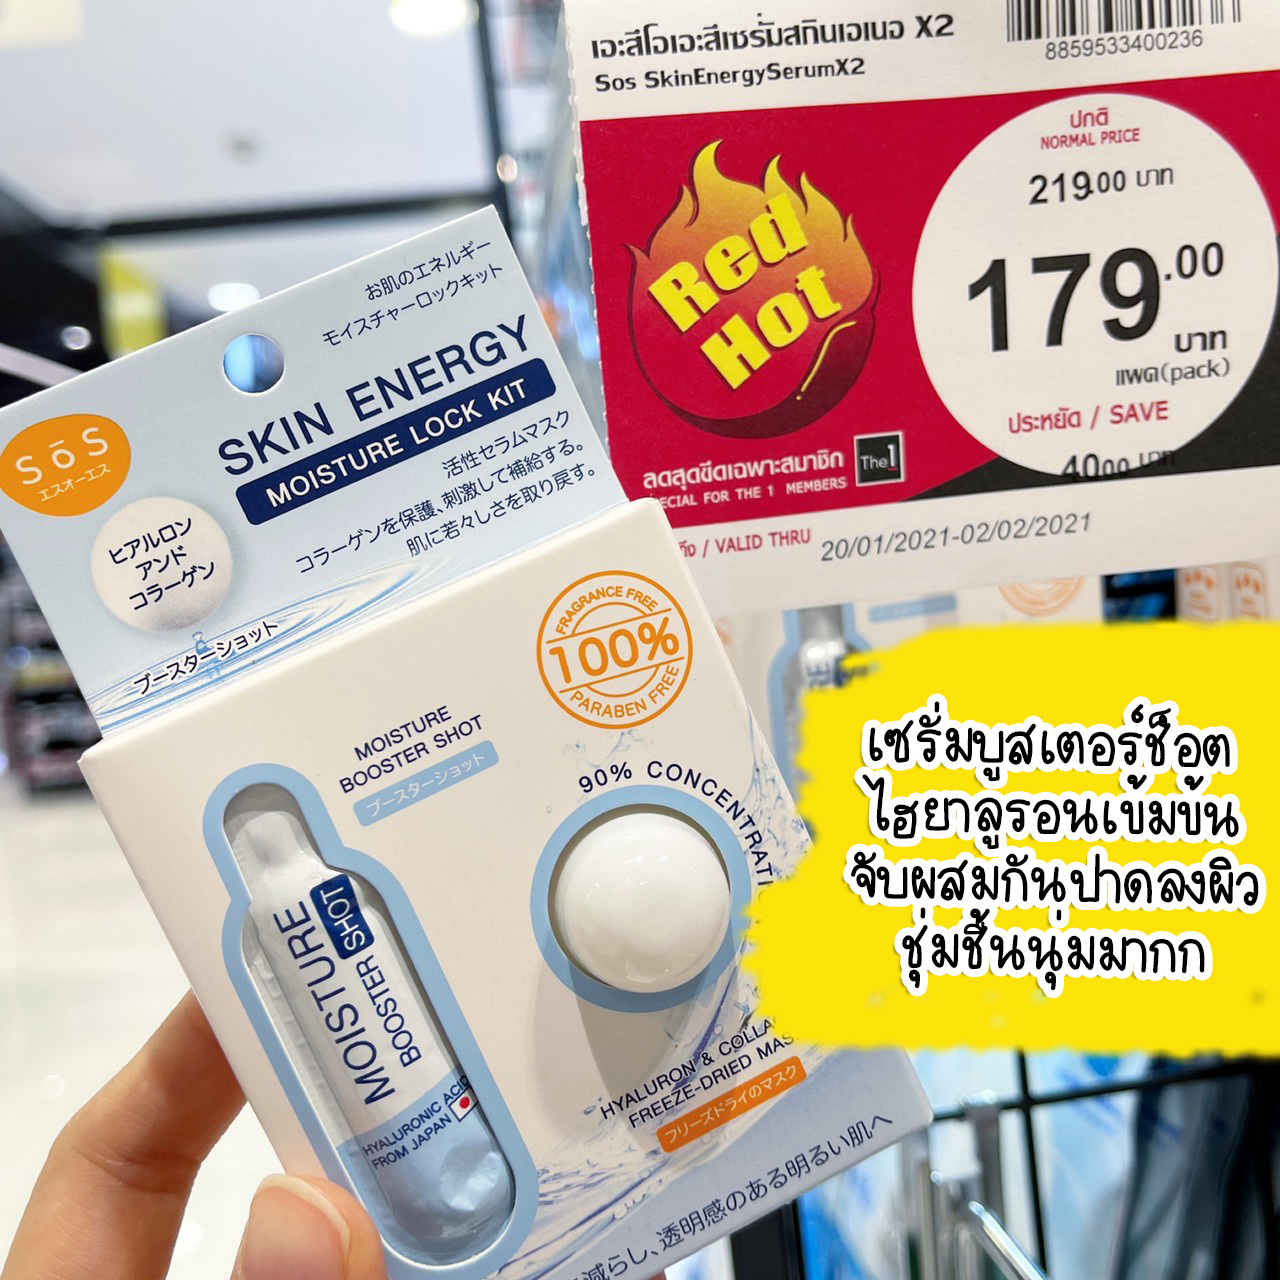 เอะสึโอเอะสึเซรั่มสกินเอเนอ X2
Sos SkinEnergySerumX2
8859533400236
ปกติ
NORMAL PRICE
219.00 บาท
179.00
บาท
แพค(pack)
ประหยัด / SAVE
40.00 บาท
Red
Hot
ลดสุดขีดเฉพาะสมาชิก The1
SPECIAL FOR THE 1 MEMBERS
ถึง / VALID THRU 20/01/2021-02/02/2021
お肌のエネルギー
モイスチャーロックキット
SKIN ENERGY
MOISTURE LOCK KIT
SōS
エスオーエス
活性セラムマスク
コラーゲンを保護、刺激して補給する。
肌に若々しさを取り戻す。
ヒアルロン
アンド
コラーゲン
ブースターショット
FRAGRANCE FREE
100%
PARABEN FREE
MOISTURE
BOOSTER SHOT
ブースターショット
90% CONCENTRATI
MOISTURE
BOOSTER SHOT
HYALURONIC ACID
FROM JAPAN
HYALURON & COLLA
FREEZE-DRIED MAS
フリーズドライのマスク
減らし、透明感のある明るい肌へ
เซรั่มบูสเตอร์ช็อต
ไฮยาลูรอนเข้มข้น
จับผสมกันปาดลงผิว
ชุ่มชื้นนุ่มมากก